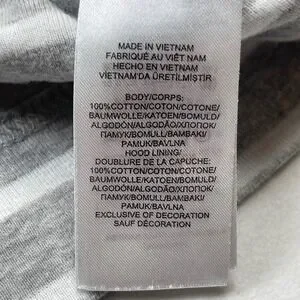 MADE IN VIETNAM
FABRIQUÉ AU VIÊT NAM
HECHO EN VIETNAM
VIETNAM'DA ÜRETİLMİŞTİR
BODY/CORPS:
100%COTTON/COTON/COTONE/
BAUMWOLLE/KATOEN/BOMULD/
ALGODÓN/ALGODÃO/ХЛОПОК/
ПАМУК/BOMULL/BAMBAKI/
PAMUK/BAVLNA
HOOD LINING/
DOUBLURE DE LA CAPUCHE:
100%COTTON/COTON/COTONE/
BAUMWOLLE/KATOEN/BOMULD/
ALGODÓN/ALGODÃO/ХЛОПОК/
ПАМУК/BOMULL/BAMBAKI/
PAMUK/BAVLNA
EXCLUSIVE OF DECORATION
SAUF DÉCORATION